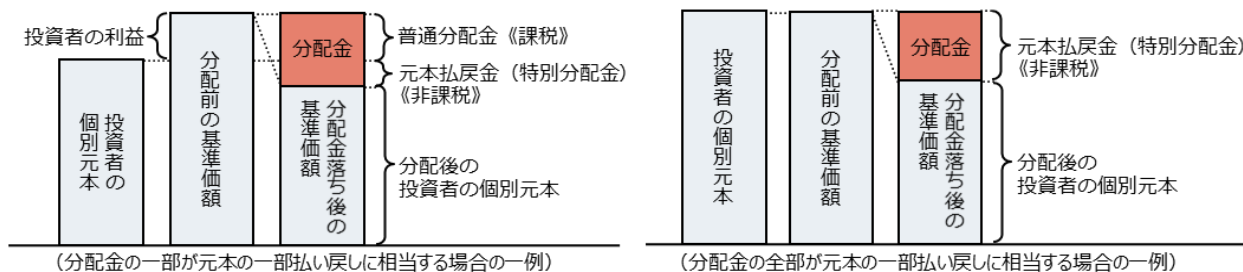 投資者の利益
投資者の
個別元本
分配前の基準価額
分配金
分配金落ち後の
基準価額
普通分配金《課税》
元本払戻金（特別分配金）
《非課税》
分配後の
投資者の個別元本
（分配金の一部が元本の一部払い戻しに相当する場合の一例）
投資者の個別元本
分配前の基準価額
分配金
分配金落ち後の
基準価額
元本払戻金（特別分配金）
《非課税》
分配後の
投資者の個別元本
（分配金の全部が元本の一部払い戻しに相当する場合の一例）